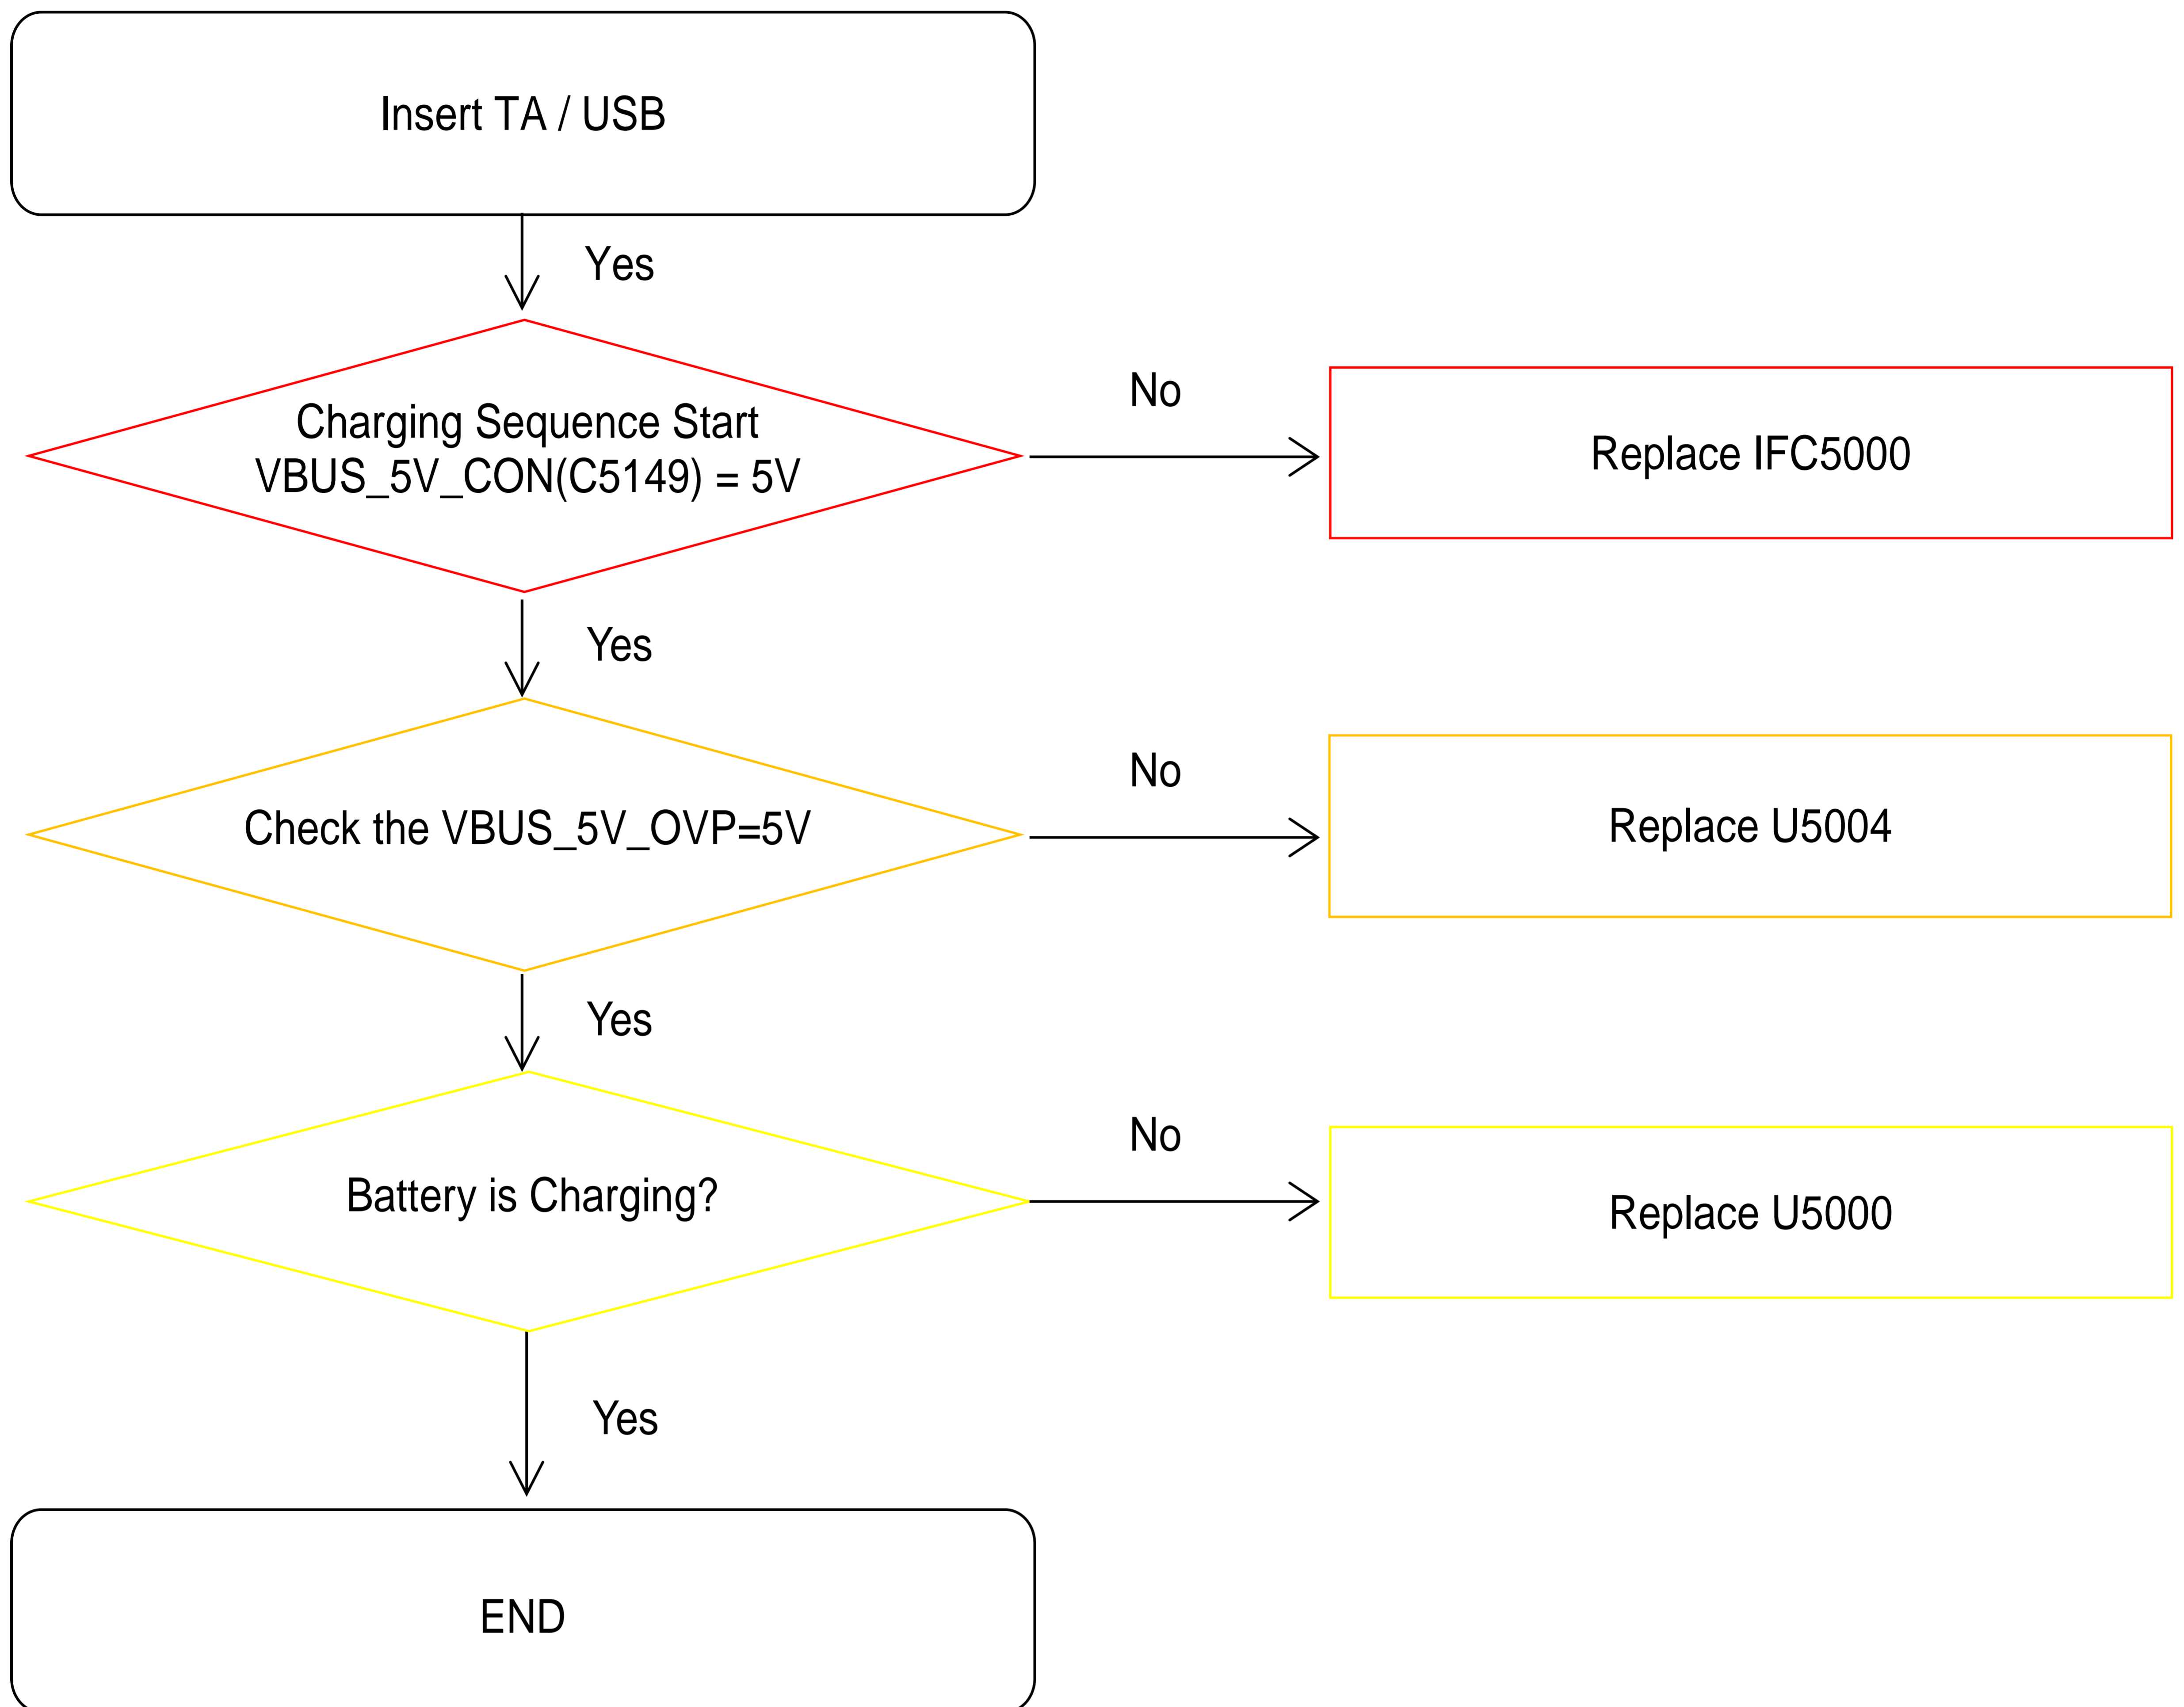 Insert TA / USB
Yes
Charging Sequence Start
VBUS_5V_CON(C5149) = 5V
No
Replace IFC5000
Yes
Check the VBUS_5V_OVP=5V
No
Replace U5004
Yes
Battery is Charging?
No
Replace U5000
Yes
END